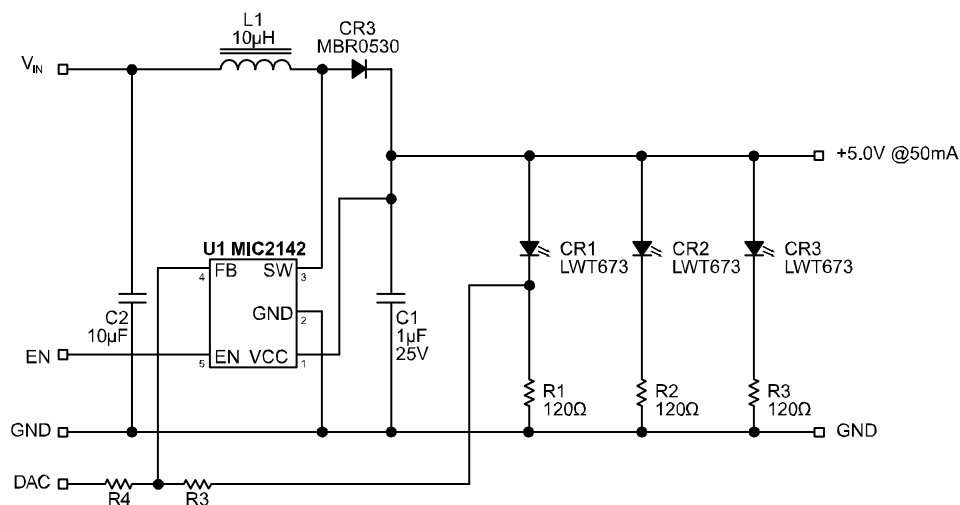 L1
10µH
CR3
MBR0530
VIN
+5.0V @50mA
U1 MIC2142
4 FB SW 3
GND 2
5 EN VCC 1
C2
10µF
C1
1µF
25V
CR1
LWT673
CR2
LWT673
CR3
LWT673
EN
R1
120Ω
R2
120Ω
R3
120Ω
GND
GND
DAC
R4
R3